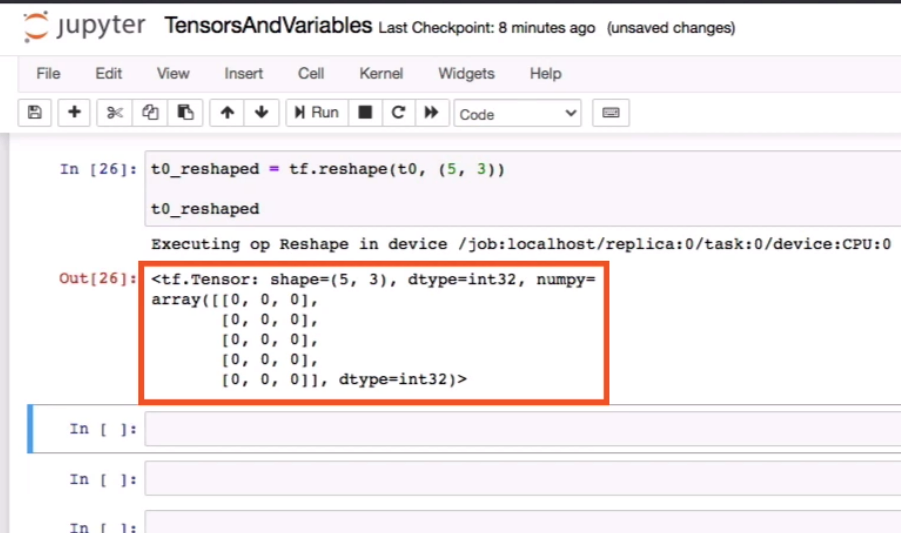 jupyter TensorsAndVariables Last Checkpoint: 8 minutes ago (unsaved changes)
File Edit View Insert Cell Kernel Widgets Help
Run Code
In [26]: t0_reshaped = tf.reshape(t0, (5, 3))
t0_reshaped
Executing op Reshape in device /job:localhost/replica:0/task:0/device:CPU:0
Out[26]: <tf.Tensor: shape=(5, 3), dtype=int32, numpy=
array([[0, 0, 0],
       [0, 0, 0],
       [0, 0, 0],
       [0, 0, 0],
       [0, 0, 0]], dtype=int32)>
In [ ]:
In [ ]:
In [ ]: